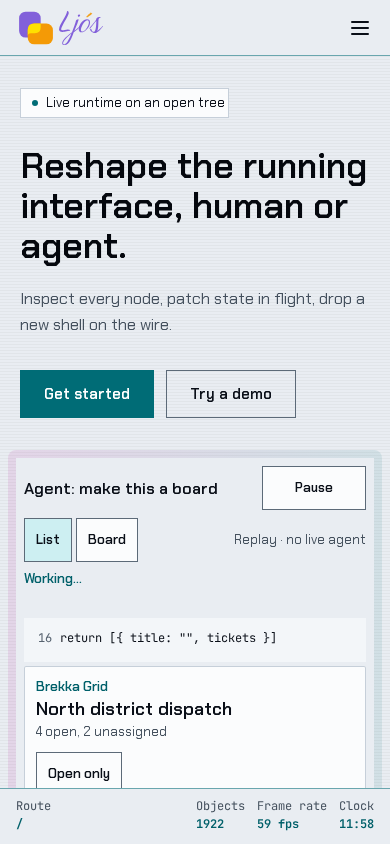 Ljós
Live runtime on an open tree
Reshape the running
interface, human or
agent.
Inspect every node, patch state in flight, drop a
new shell on the wire.
Get started
Try a demo
Agent: make this a board
Pause
List
Board
Replay · no live agent
Working…
16 return [{ title: "", tickets }]
Brekka Grid
North district dispatch
4 open, 2 unassigned
Open only
Route
Objects
Frame rate
Clock
/
1922
59 fps
11:58